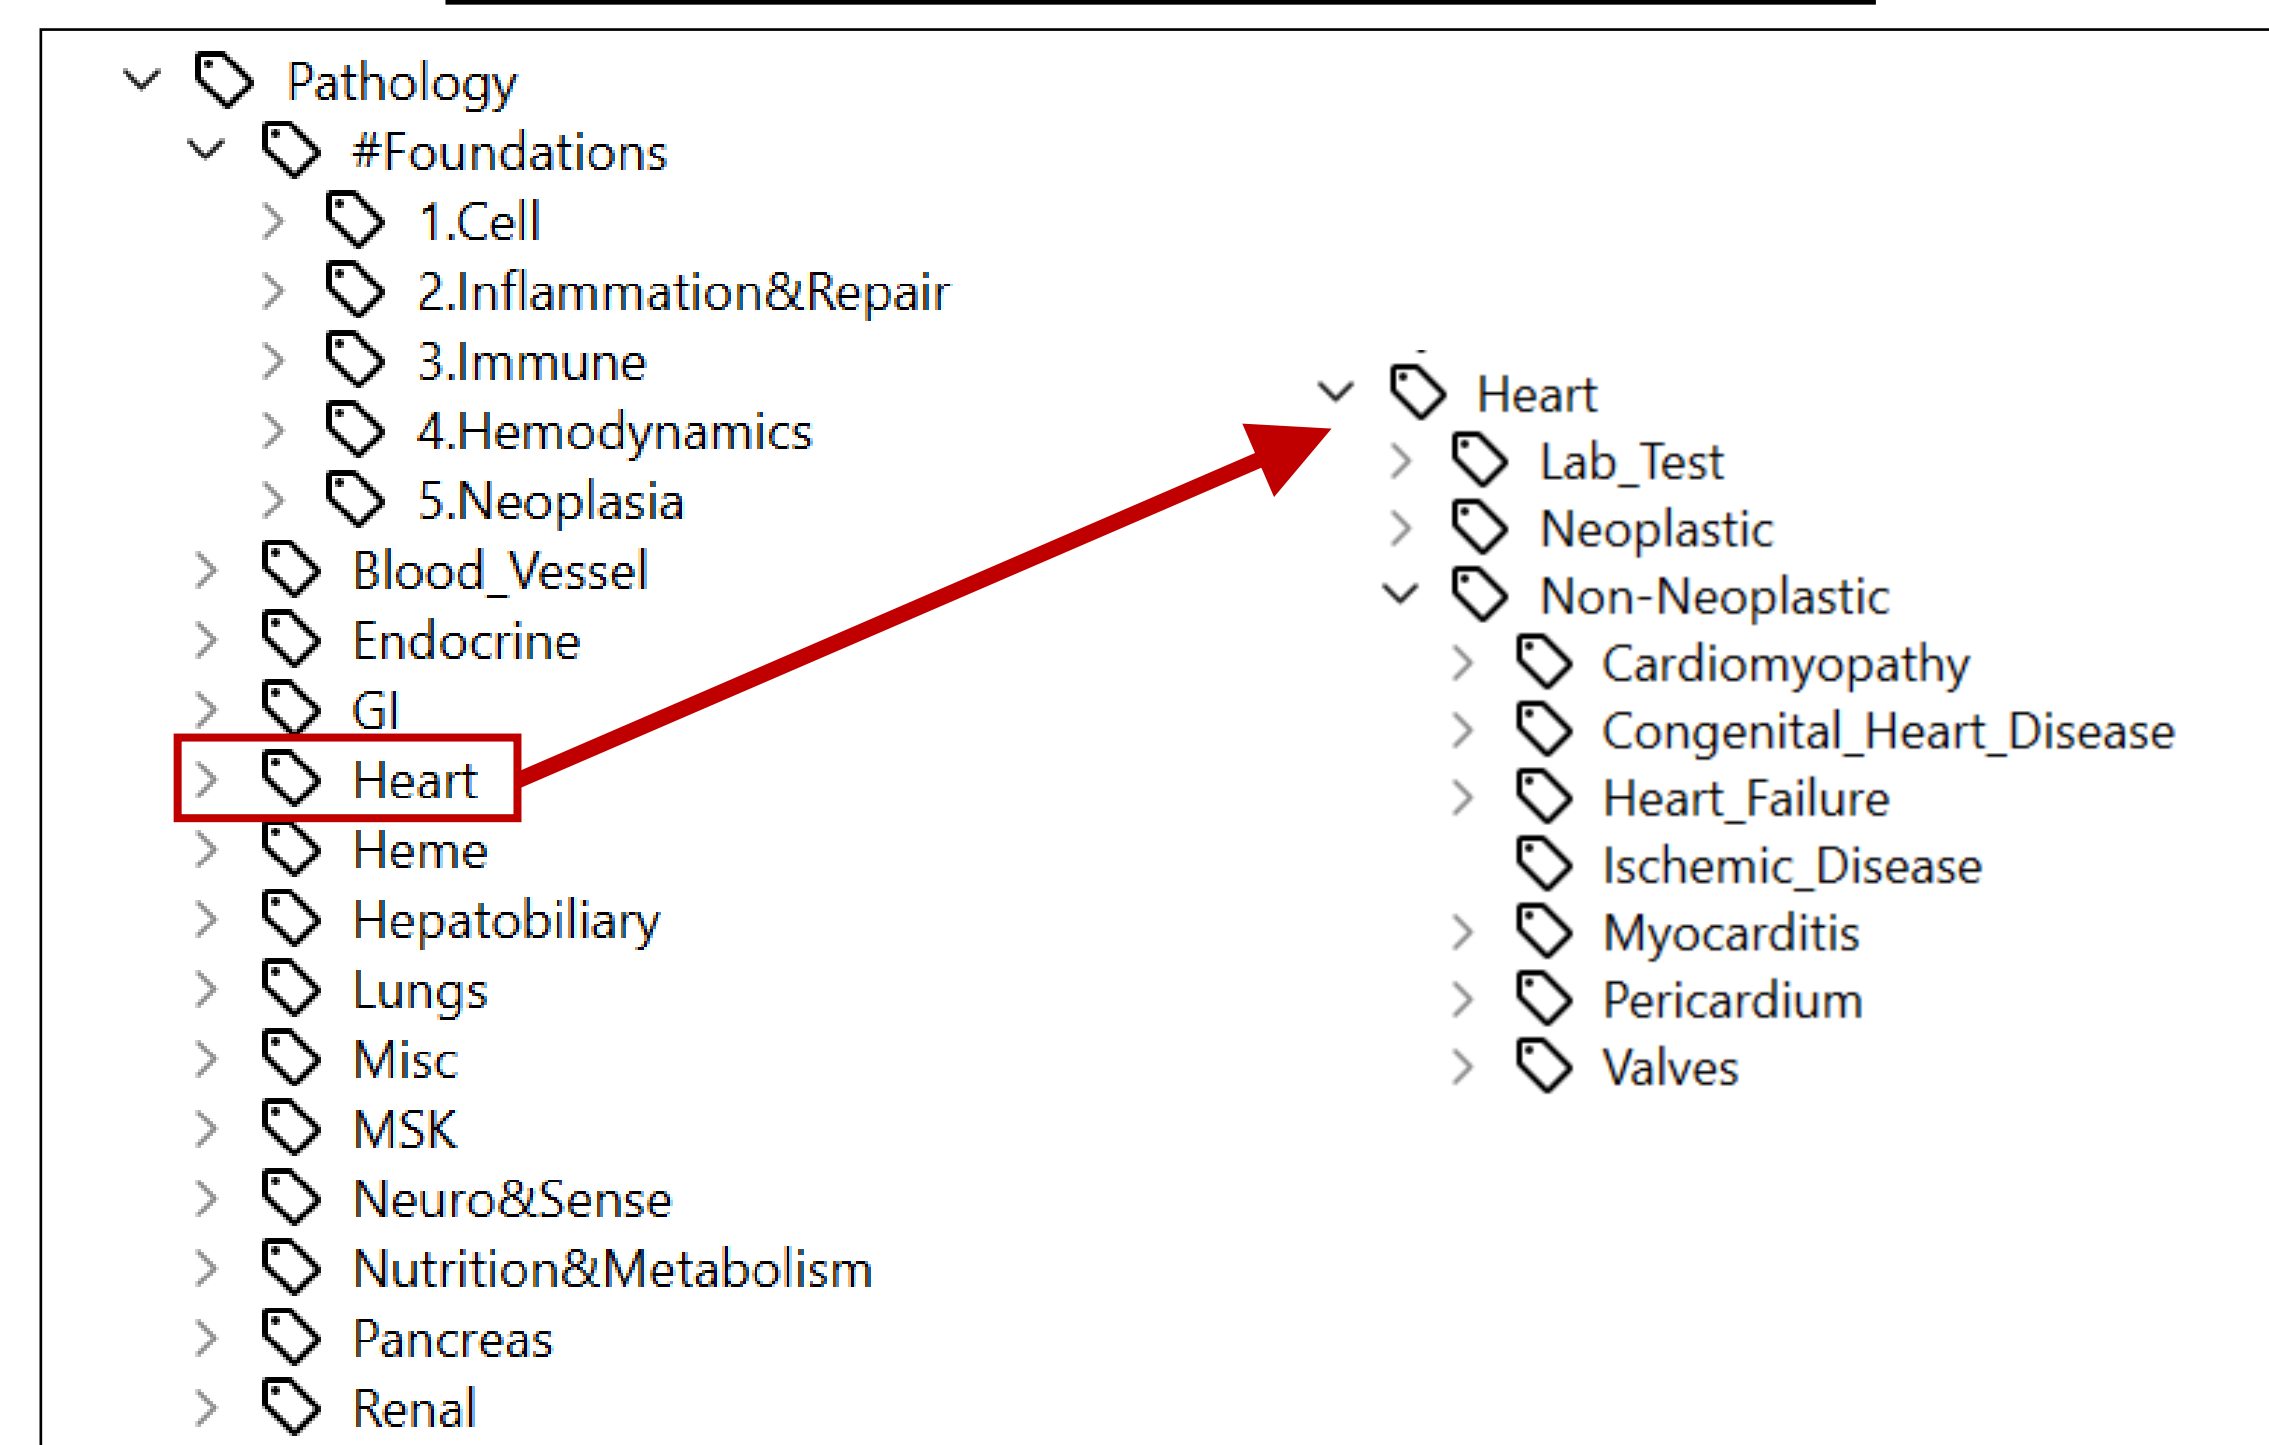 Pathology
#Foundations
1.Cell
2.Inflammation&Repair
3.Immune
4.Hemodynamics
5.Neoplasia
Blood_Vessel
Endocrine
GI
Heart
Heme
Hepatobiliary
Lungs
Misc
MSK
Neuro&Sense
Nutrition&Metabolism
Pancreas
Renal
Heart
Lab_Test
Neoplastic
Non-Neoplastic
Cardiomyopathy
Congenital_Heart_Disease
Heart_Failure
Ischemic_Disease
Myocarditis
Pericardium
Valves